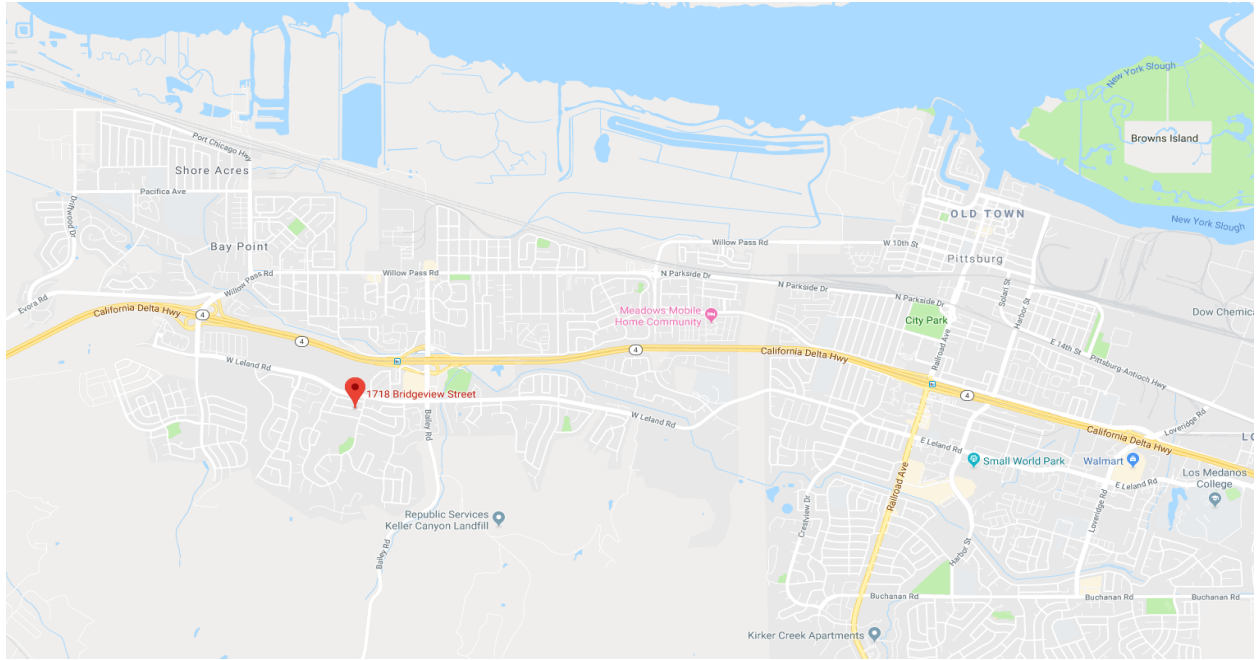 New York Slough
Port Chicago Hwy
Browns Island
Shore Acres
Pacifica Ave
Driftwood Dr
OLD TOWN
New York Slough
Bay Point
Willow Pass Rd
W 10th St
Pittsburg
Willow Pass Rd
Willow Pass Rd
N Parkside Dr
N Parkside Dr
N Parkside Dr
Solari St
Harbor St
Evora Rd
California Delta Hwy
4
Meadows Mobile
Home Community
City Park
Dow Chemica
4
4
California Delta Hwy
Railroad Ave
E 14th St
Pittsburg-Antioch Hwy
W Leland Rd
1718 Bridgeview Street
4
Bailey Rd
W Leland Rd
Loveridge Rd
California Delta Hwy
LO
E Leland Rd
Small World Park
Walmart
Los Medanos
College
E Leland Rd
Railroad Ave
Crestview Dr
Republic Services
Keller Canyon Landfill
Loveridge Rd
Bailey Rd
Harbor St
Buchanan Rd
Buchanan Rd
Kirker Creek Apartments